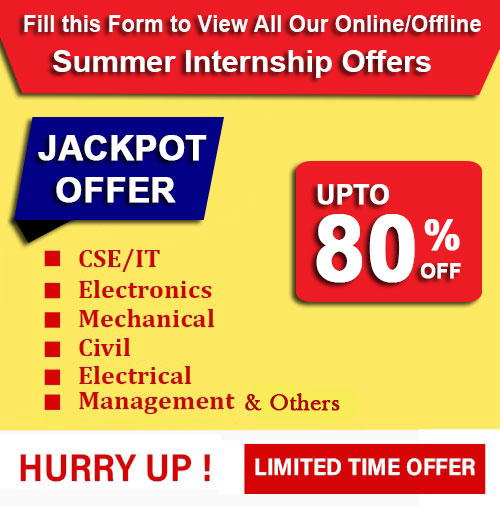 Fill this Form to View All Our Online/Offline
Summer Internship Offers
JACKPOT
OFFER
UPTO
80% OFF
CSE/IT
Electronics
Mechanical
Civil
Electrical
Management & Others
HURRY UP !
LIMITED TIME OFFER